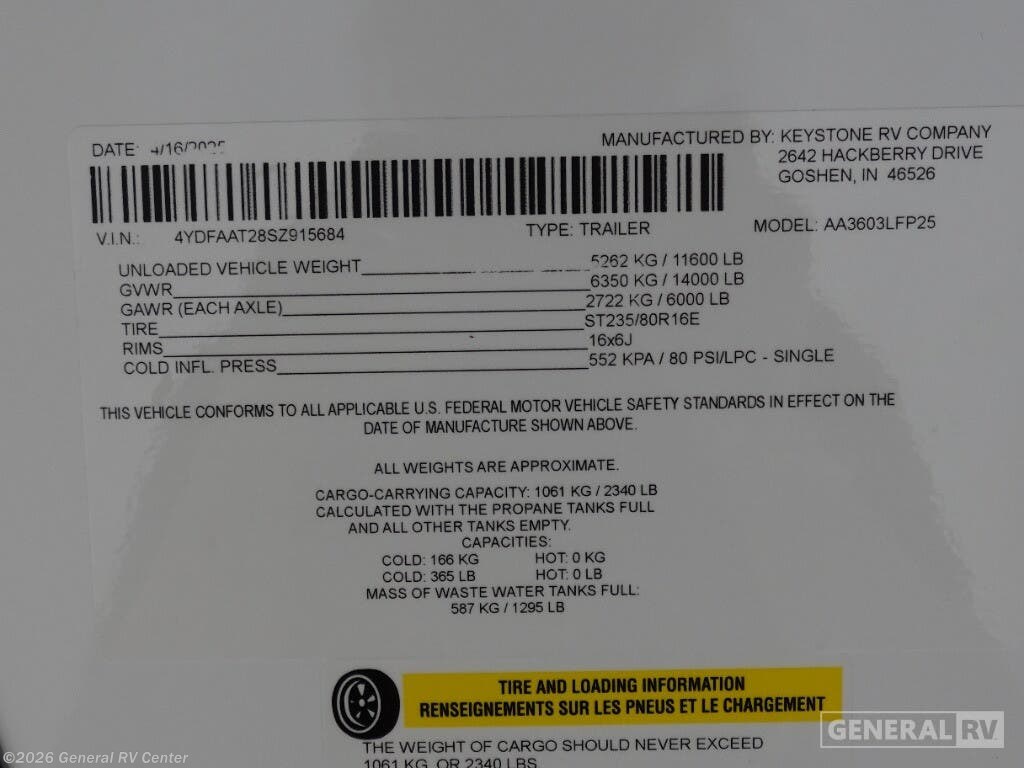 DATE: 4/16/2025
MANUFACTURED BY: KEYSTONE RV COMPANY
2642 HACKBERRY DRIVE
GOSHEN, IN 46526
V.I.N.: 4YDFAAT28SZ915684 TYPE: TRAILER MODEL: AA3603LFP25
UNLOADED VEHICLE WEIGHT 5262 KG / 11600 LB
GVWR 6350 KG / 14000 LB
GAWR (EACH AXLE) 2722 KG / 6000 LB
TIRE ST235/80R16E
RIMS 16x6J
COLD INFL. PRESS 552 KPA / 80 PSI/LPC - SINGLE
THIS VEHICLE CONFORMS TO ALL APPLICABLE U.S. FEDERAL MOTOR VEHICLE SAFETY STANDARDS IN EFFECT ON THE
DATE OF MANUFACTURE SHOWN ABOVE.
ALL WEIGHTS ARE APPROXIMATE.
CARGO-CARRYING CAPACITY: 1061 KG / 2340 LB
CALCULATED WITH THE PROPANE TANKS FULL
AND ALL OTHER TANKS EMPTY.
CAPACITIES:
COLD: 166 KG HOT: 0 KG
COLD: 365 LB HOT: 0 LB
MASS OF WASTE WATER TANKS FULL:
587 KG / 1295 LB
TIRE AND LOADING INFORMATION
RENSEIGNEMENTS SUR LES PNEUS ET LE CHARGEMENT
THE WEIGHT OF CARGO SHOULD NEVER EXCEED
1061 KG. OR 2340 LBS.
GENERAL RV
©2026 General RV Center